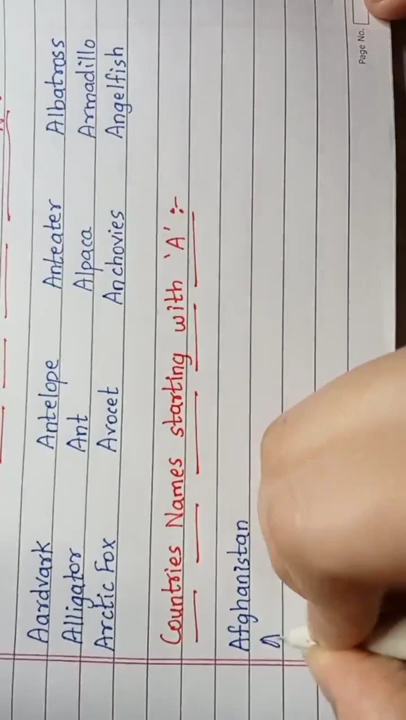 Page No.
Aardvark Antelope Anteater Albatross
Alligator Ant Alpaca Armadillo
Arctic Fox Avocet Anchovies Angelfish
Countries Names starting with 'A' :-
Afghanistan
A